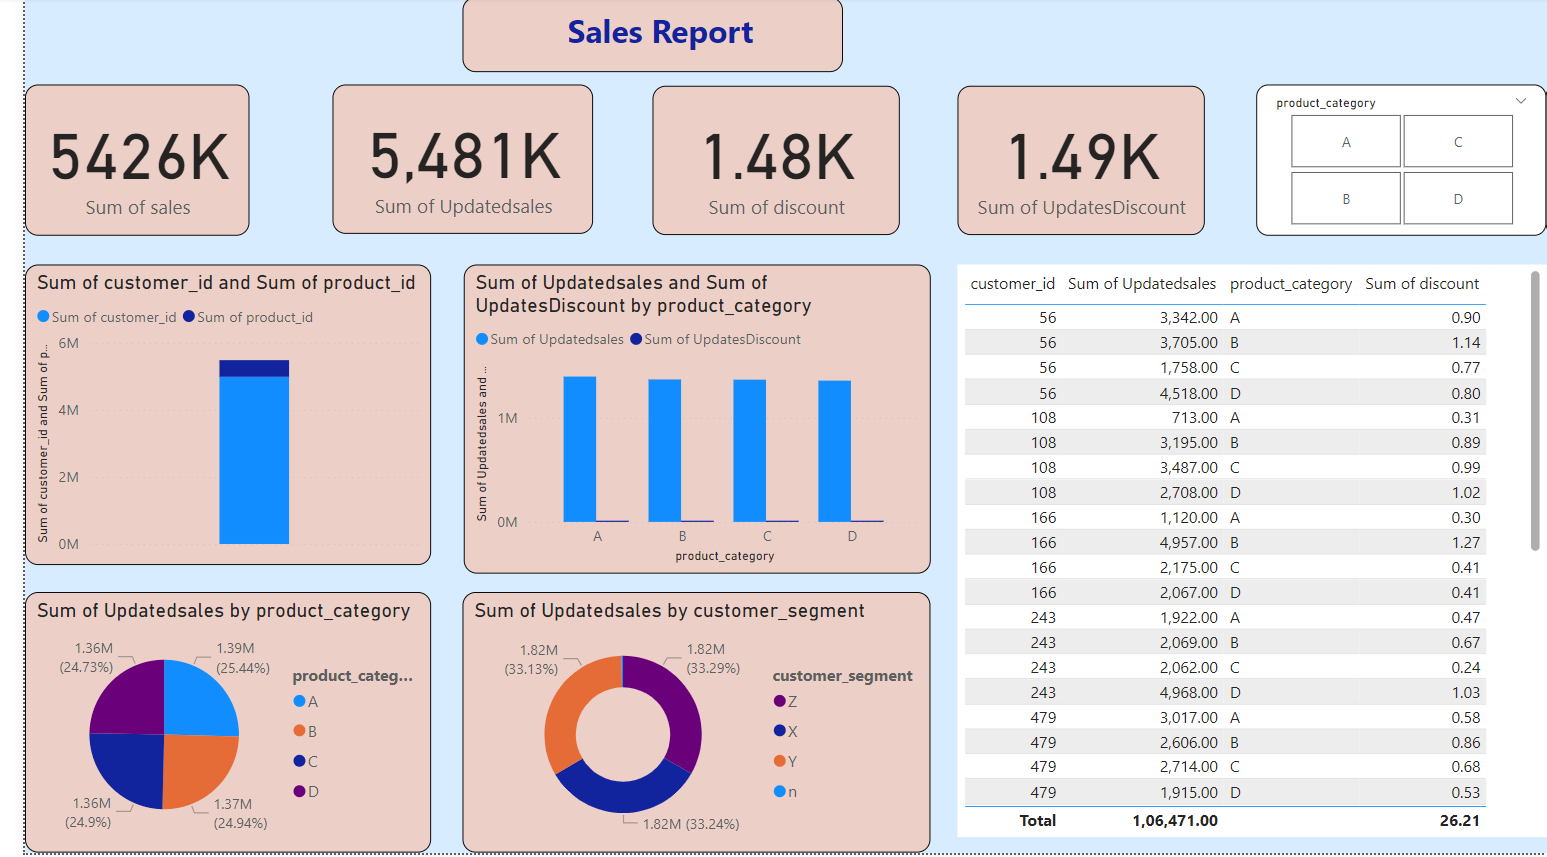 Sales Report
5426K
Sum of sales
5,481K
Sum of Updatedsales
1.48K
Sum of discount
1.49K
Sum of UpdatesDiscount
product_category
A C
B D
Sum of customer_id and Sum of product_id
Sum of customer_id Sum of product_id
Sum of customer_id and Sum of p...
6M
4M
2M
0M
Sum of Updatedsales and Sum of
UpdatesDiscount by product_category
Sum of Updatedsales Sum of UpdatesDiscount
Sum of Updatedsales and ...
1M
0M
A B C D
product_category
customer_id Sum of Updatedsales product_category Sum of discount
56 3,342.00 A 0.90
56 3,705.00 B 1.14
56 1,758.00 C 0.77
56 4,518.00 D 0.80
108 713.00 A 0.31
108 3,195.00 B 0.89
108 3,487.00 C 0.99
108 2,708.00 D 1.02
166 1,120.00 A 0.30
166 4,957.00 B 1.27
166 2,175.00 C 0.41
166 2,067.00 D 0.41
243 1,922.00 A 0.47
243 2,069.00 B 0.67
243 2,062.00 C 0.24
243 4,968.00 D 1.03
479 3,017.00 A 0.58
479 2,606.00 B 0.86
479 2,714.00 C 0.68
479 1,915.00 D 0.53
Total 1,06,471.00 26.21
Sum of Updatedsales by product_category
1.36M
(24.73%)
1.39M
(25.44%)
1.36M
(24.9%)
1.37M
(24.94%)
product_categ...
A
B
C
D
Sum of Updatedsales by customer_segment
1.82M
(33.13%)
1.82M
(33.29%)
1.82M (33.24%)
customer_segment
Z
X
Y
n